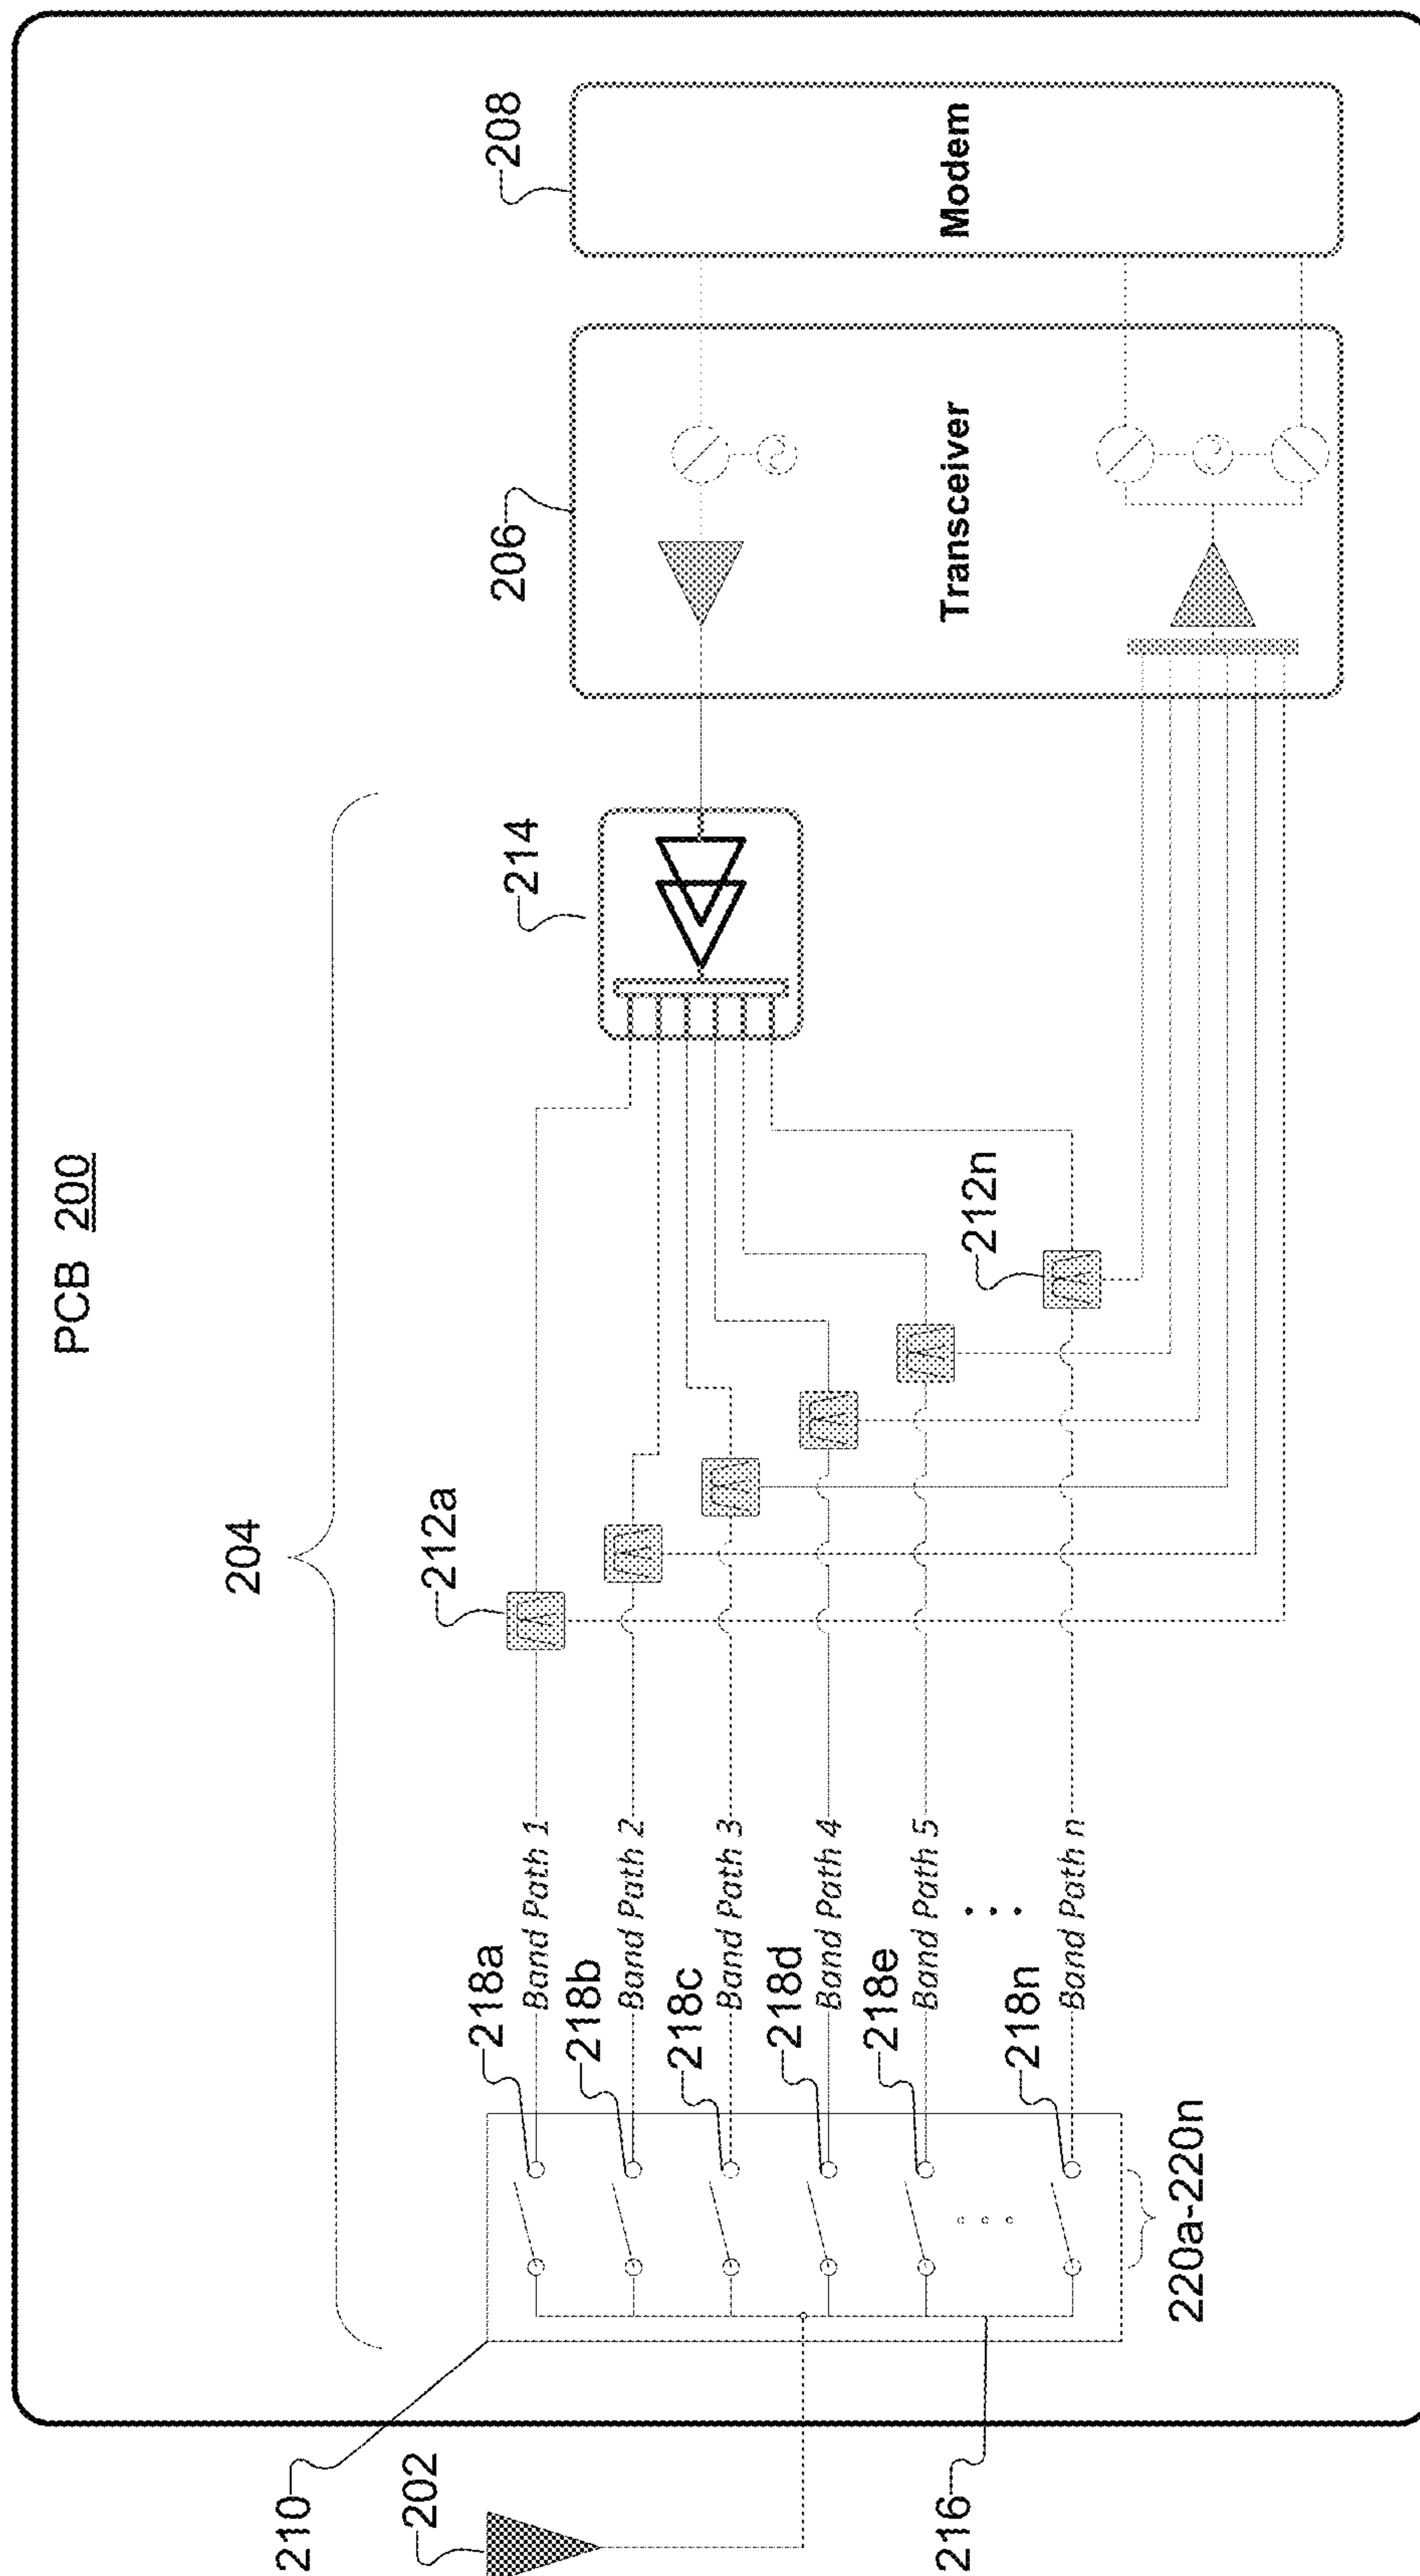 PCB 200
204
210
202
216
220a-220n
218a
218b
218c
218d
218e
218n
Band Path 1
Band Path 2
Band Path 3
Band Path 4
Band Path 5
Band Path n
212a
212n
214
206
Transceiver
208
Modem